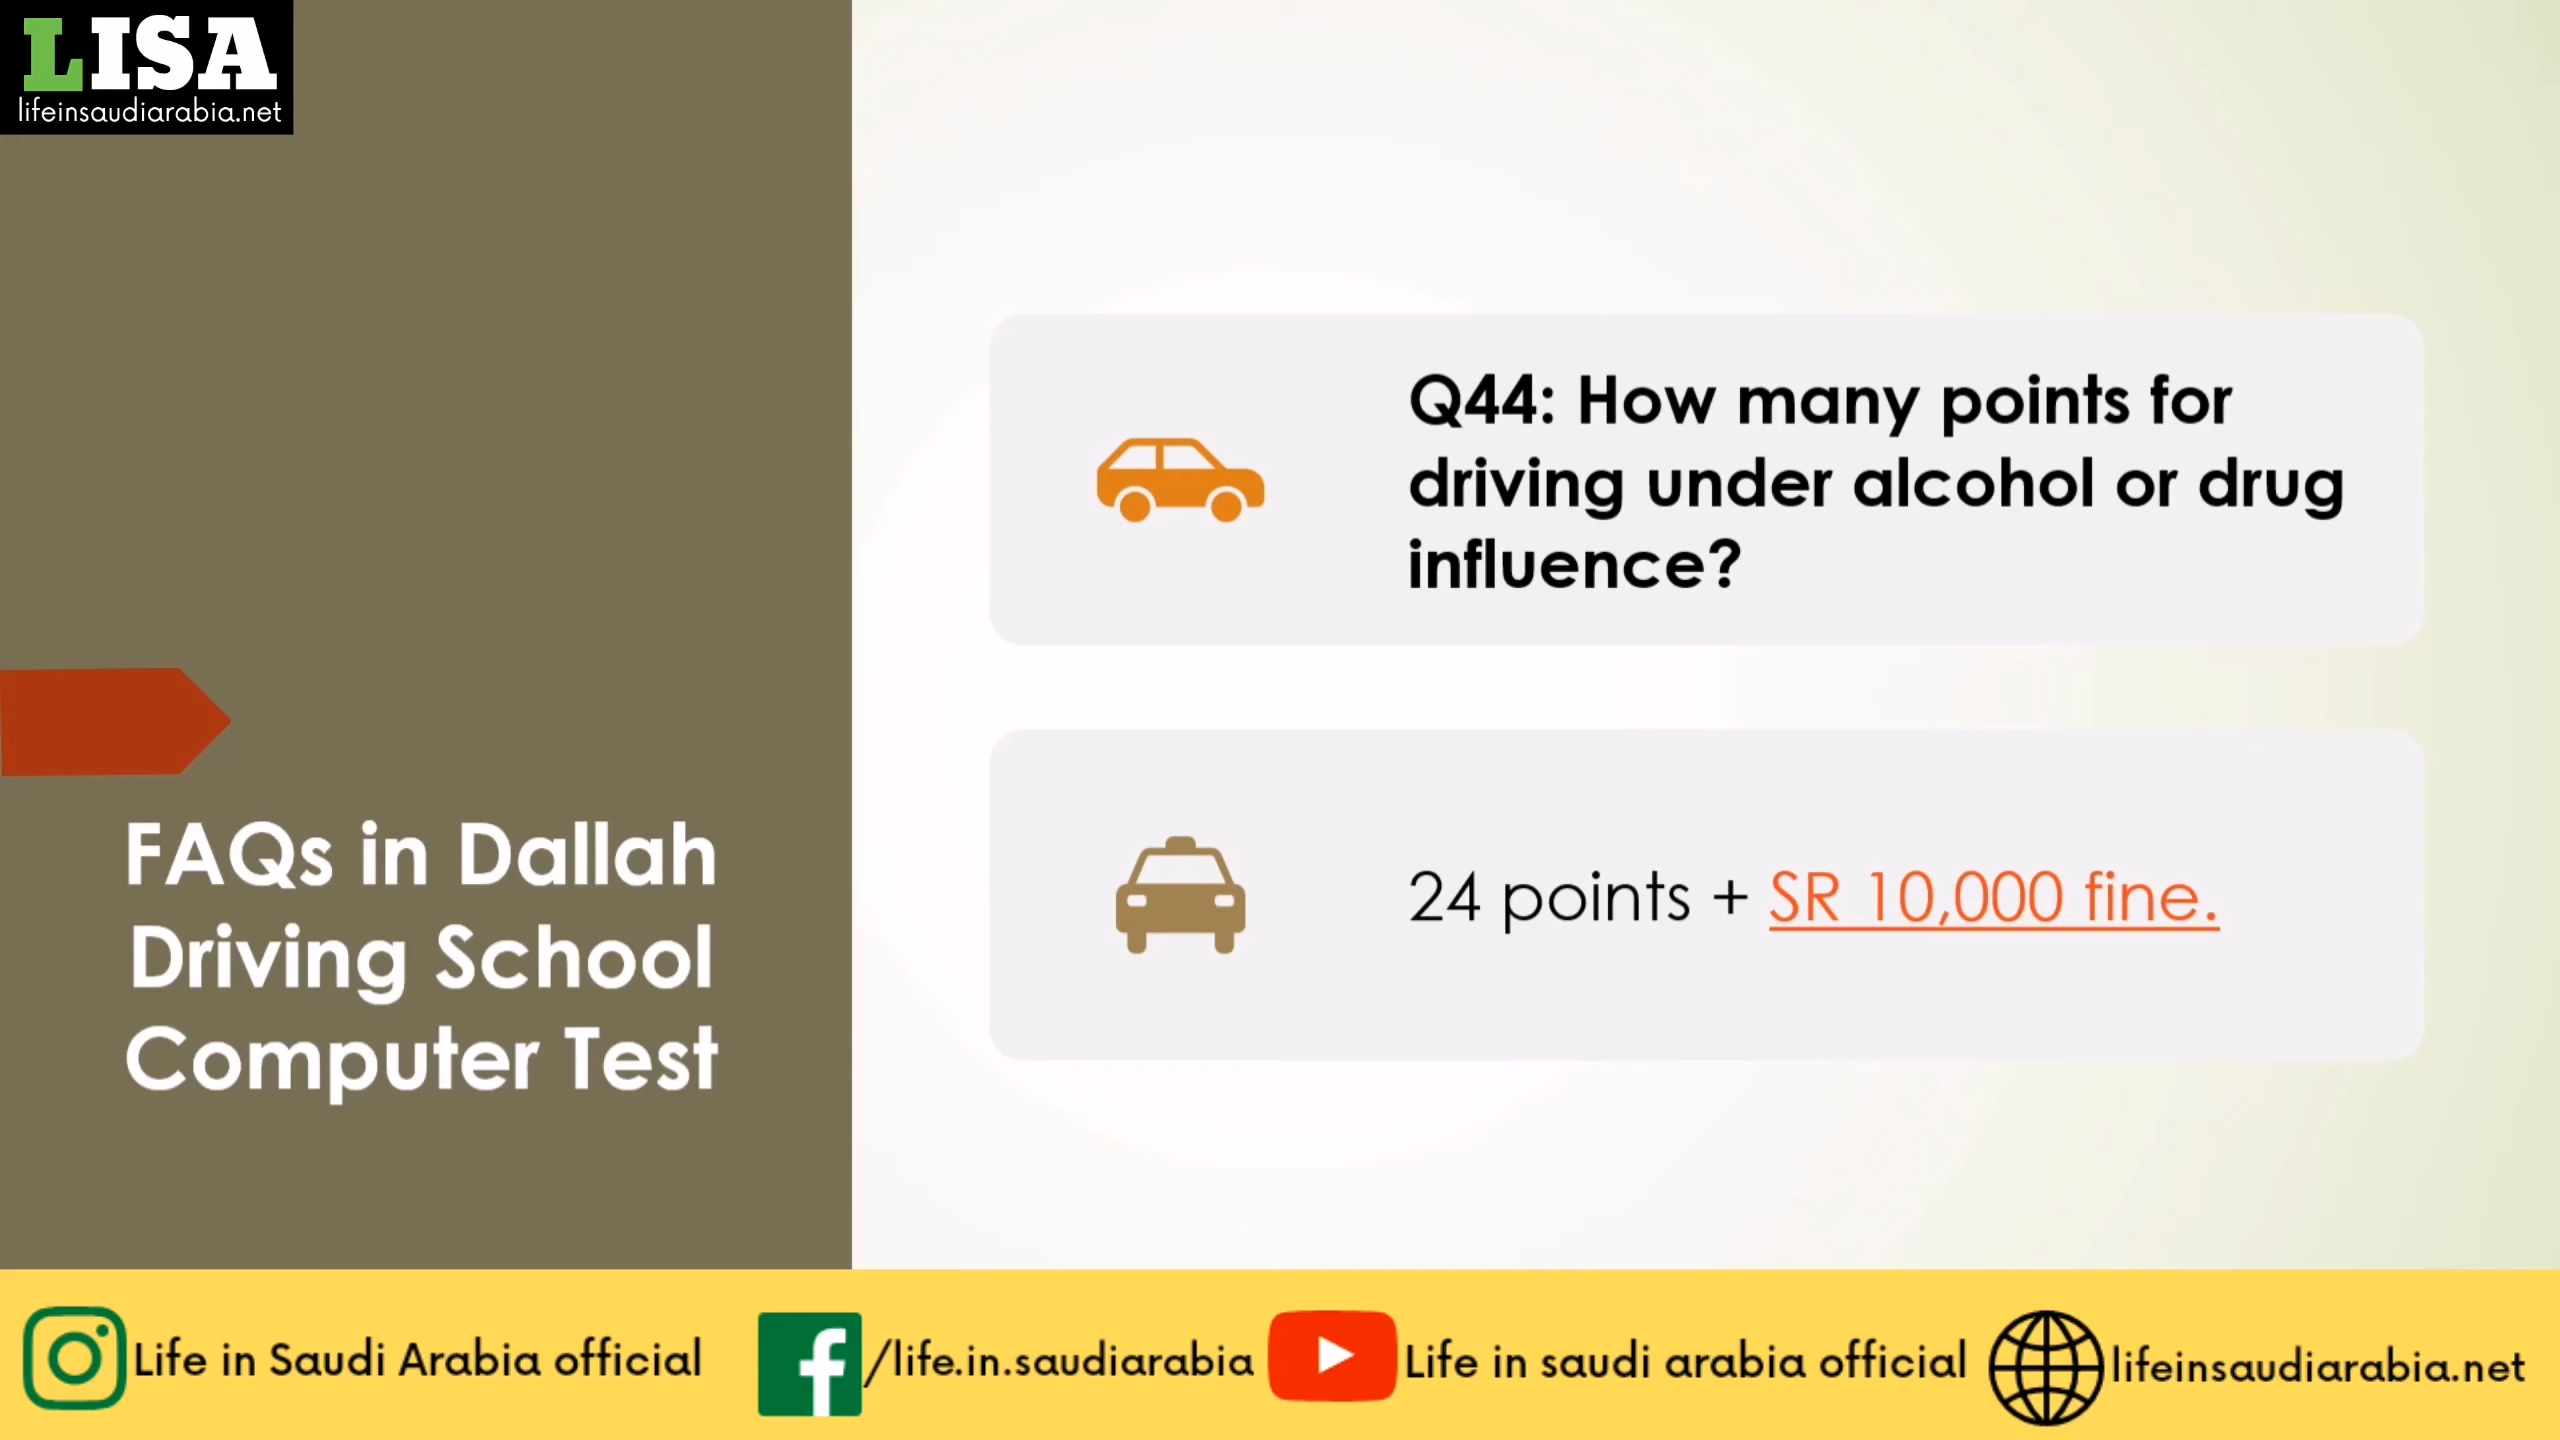 LISA
lifeinsaudiarabia.net
FAQs in Dallah
Driving School
Computer Test
Q44: How many points for
driving under alcohol or drug
influence?
24 points + SR 10,000 fine.
Life in Saudi Arabia official
/life.in.saudiarabia
Life in saudi arabia official
lifeinsaudiarabia.net